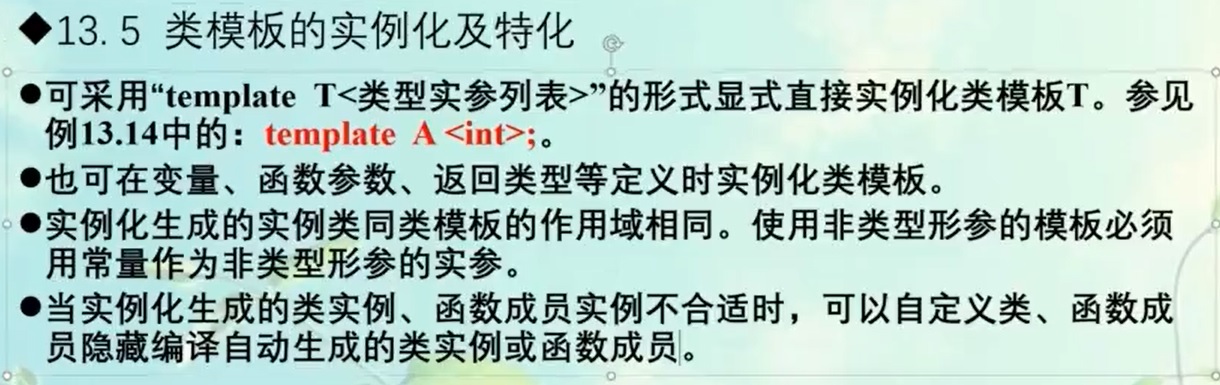 ◆13.5 类模板的实例化及特化
●可采用“template T<类型实参列表>”的形式显式直接实例化类模板T。参见
例13.14中的：template A <int>;。
●也可在变量、函数参数、返回类型等定义时实例化类模板。
●实例化生成的实例类同类模板的作用域相同。使用非类型形参的模板必须
用常量作为非类型形参的实参。
●当实例化生成的类实例、函数成员实例不合适时，可以自定义类、函数成
员隐藏编译自动生成的类实例或函数成员。